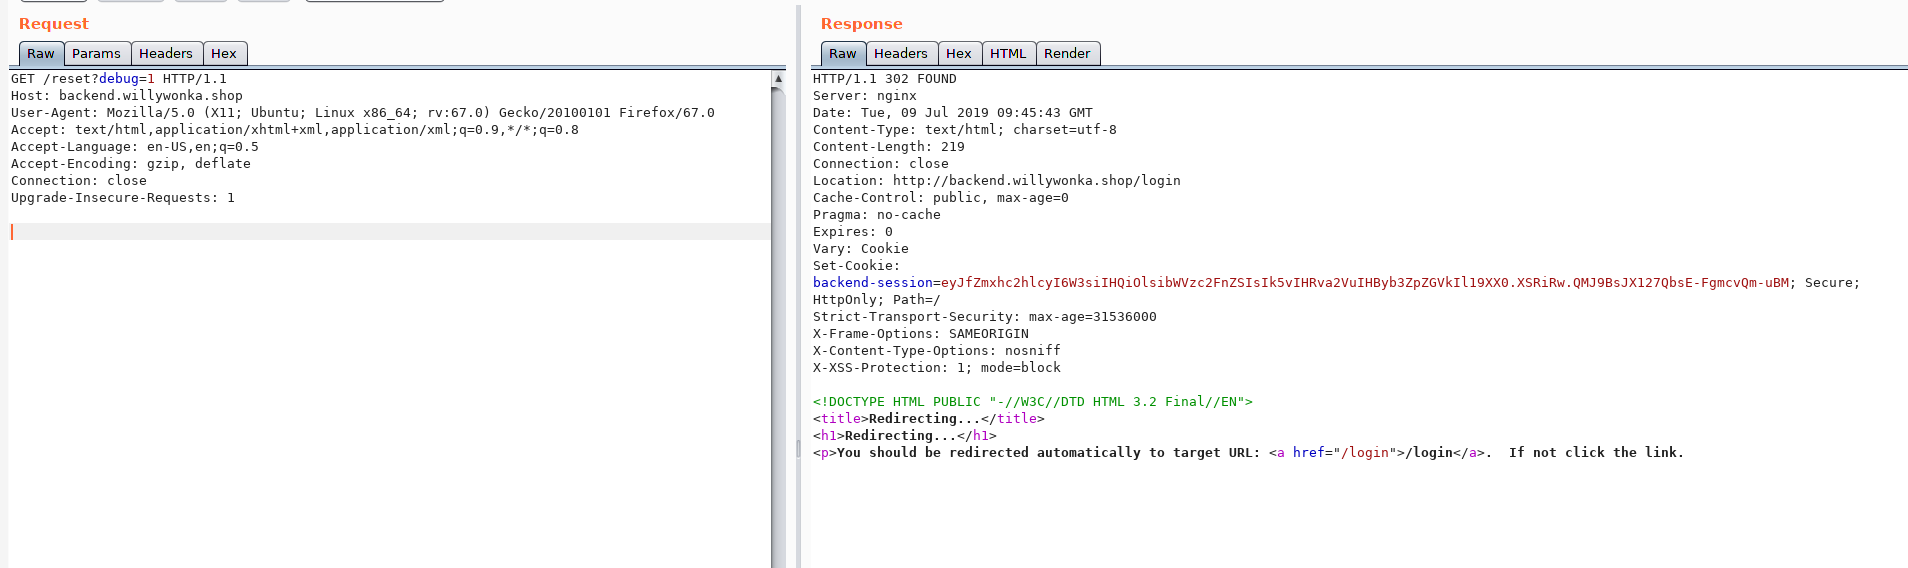 Request
Raw Params Headers Hex
GET /reset?debug=1 HTTP/1.1
Host: backend.willywonka.shop
User-Agent: Mozilla/5.0 (X11; Ubuntu; Linux x86_64; rv:67.0) Gecko/20100101 Firefox/67.0
Accept: text/html,application/xhtml+xml,application/xml;q=0.9,*/*;q=0.8
Accept-Language: en-US,en;q=0.5
Accept-Encoding: gzip, deflate
Connection: close
Upgrade-Insecure-Requests: 1
Response
Raw Headers Hex HTML Render
HTTP/1.1 302 FOUND
Server: nginx
Date: Tue, 09 Jul 2019 09:45:43 GMT
Content-Type: text/html; charset=utf-8
Content-Length: 219
Connection: close
Location: http://backend.willywonka.shop/login
Cache-Control: public, max-age=0
Pragma: no-cache
Expires: 0
Vary: Cookie
Set-Cookie:
backend-session=eyJfZmxhc2hlcyI6W3siIHQiOlsibWVzc2FnZSIsIk5vIHRva2VuIHByb3ZpZGVkIl19XX0.XSRiRw.QMJ9BsJX127QbsE-FgmcvQm-uBM; Secure;
HttpOnly; Path=/
Strict-Transport-Security: max-age=31536000
X-Frame-Options: SAMEORIGIN
X-Content-Type-Options: nosniff
X-XSS-Protection: 1; mode=block
<!DOCTYPE HTML PUBLIC "-//W3C//DTD HTML 3.2 Final//EN">
<title>Redirecting...</title>
<h1>Redirecting...</h1>
<p>You should be redirected automatically to target URL: <a href="/login">/login</a>.  If not click the link.